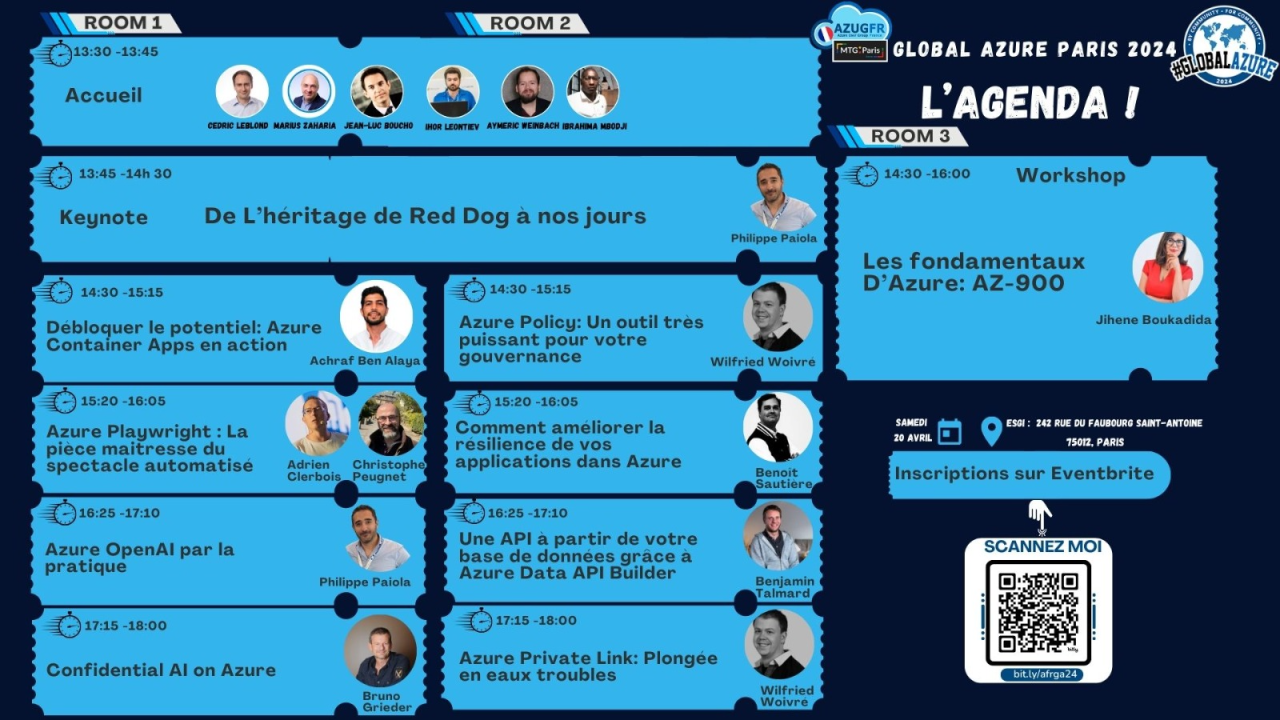 ROOM 1
ROOM 2
AZUGFR
MTG:Paris
GLOBAL AZURE PARIS 2024
BY COMMUNITY • FOR COMMUNITY
#GLOBALAZURE
2024
L'AGENDA !
13:30 -13:45
Accueil
CEDRIC LEBLOND
MARIUS ZAHARIA
JEAN-LUC BOUCHO
IHOR LEONTIEV
AYMERIC WEINBACH
IBRAHIMA MBODJI
13:45 -14h 30
Keynote
De L'héritage de Red Dog à nos jours
Philippe Paiola
ROOM 3
14:30 -16:00
Workshop
Les fondamentaux
D'Azure: AZ-900
Jihene Boukadida
14:30 -15:15
Débloquer le potentiel: Azure
Container Apps en action
Achraf Ben Alaya
14:30 -15:15
Azure Policy: Un outil très
puissant pour votre
gouvernance
Wilfried Woivré
15:20 -16:05
Azure Playwright : La
pièce maitresse du
spectacle automatisé
Adrien
Clerbois
Christophe
Peugnet
15:20 -16:05
Comment améliorer la
résilience de vos
applications dans Azure
Benoit
Sautière
16:25 -17:10
Azure OpenAI par la
pratique
Philippe Paiola
16:25 -17:10
Une API à partir de votre
base de données grâce à
Azure Data API Builder
Benjamin
Talmard
17:15 -18:00
Confidential AI on Azure
Bruno
Grieder
17:15 -18:00
Azure Private Link: Plongée
en eaux troubles
Wilfried
Woivré
SAMEDI
20 AVRIL
ESGI : 242 RUE DU FAUBOURG SAINT-ANTOINE
75012, PARIS
Inscriptions sur Eventbrite
SCANNEZ MOI
bitly
bit.ly/afrga24